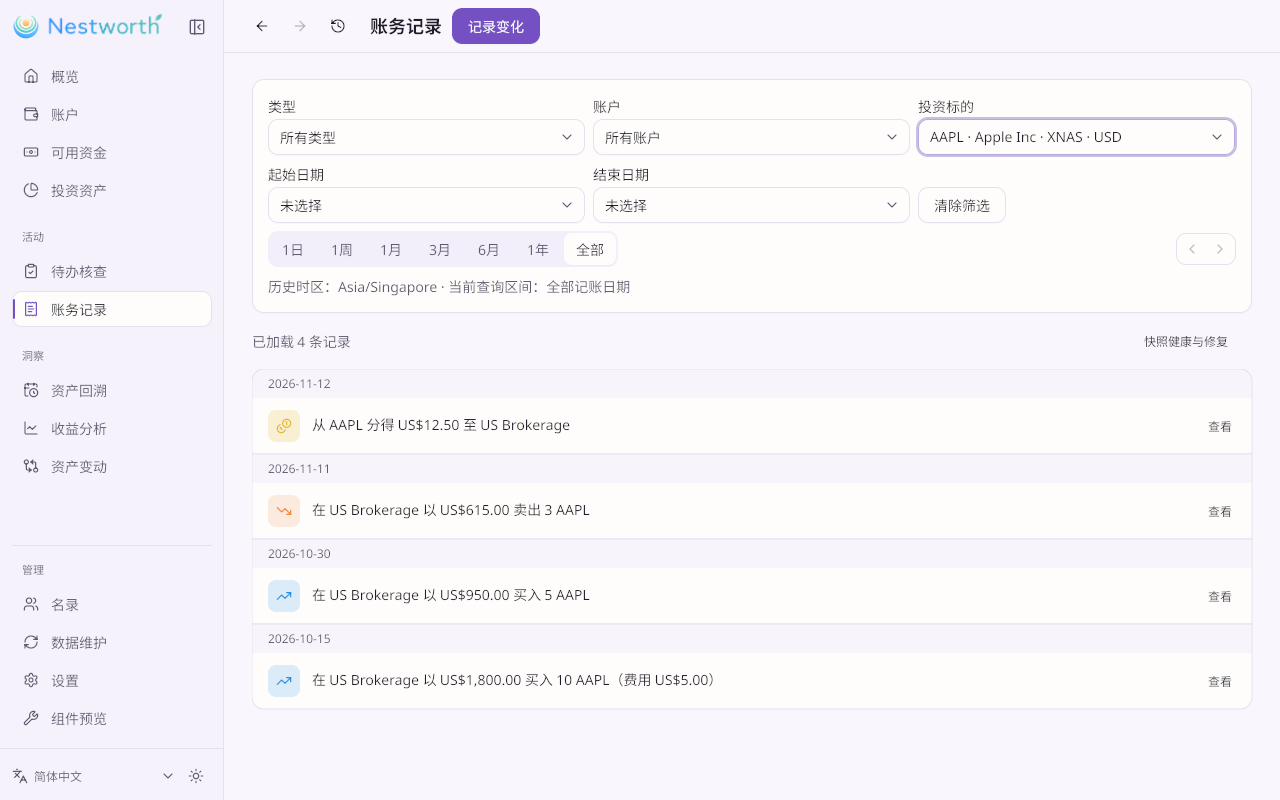 Nestworth
账务记录
记录变化
概览
账户
可用资金
投资资产
活动
待办核查
账务记录
洞察
资产回溯
收益分析
资产变动
管理
名录
数据维护
设置
组件预览
简体中文
类型
账户
投资标的
所有类型
所有账户
AAPL · Apple Inc · XNAS · USD
起始日期
结束日期
未选择
未选择
清除筛选
1日 1周 1月 3月 6月 1年 全部
历史时区：Asia/Singapore · 当前查询区间：全部记账日期
已加载 4 条记录
快照健康与修复
2026-11-12
从 AAPL 分得 US$12.50 至 US Brokerage
查看
2026-11-11
在 US Brokerage 以 US$615.00 卖出 3 AAPL
查看
2026-10-30
在 US Brokerage 以 US$950.00 买入 5 AAPL
查看
2026-10-15
在 US Brokerage 以 US$1,800.00 买入 10 AAPL（费用 US$5.00）
查看